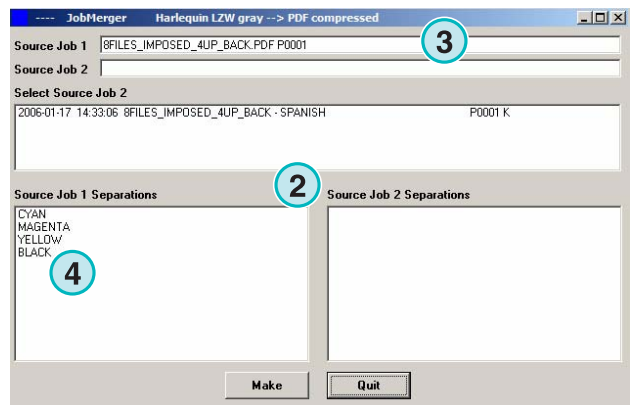 ---- JobMerger Harlequin LZW gray --> PDF compressed
Source Job 1 8FILES_IMPOSED_4UP_BACK.PDF P0001
3
Source Job 2
Select Source Job 2
2006-01-17 14:33:06 8FILES_IMPOSED_4UP_BACK - SPANISH P0001 K
2
Source Job 1 Separations Source Job 2 Separations
CYAN
MAGENTA
YELLOW
BLACK
4
Make Quit